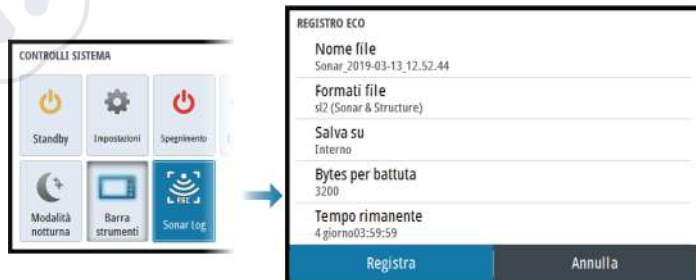 CONTROLLI SISTEMA
Standby
Impostazioni
Spegnimento
Modalità
notturna
Barra
strumenti
REC
Sonar Log
REGISTRO ECO
Nome file
Sonar_2019-03-13_12.52.44
Formati file
sl2 (Sonar & Structure)
Salva su
Interno
Bytes per battuta
3200
Tempo rimanente
4 giorno03:59:59
Registra
Annulla